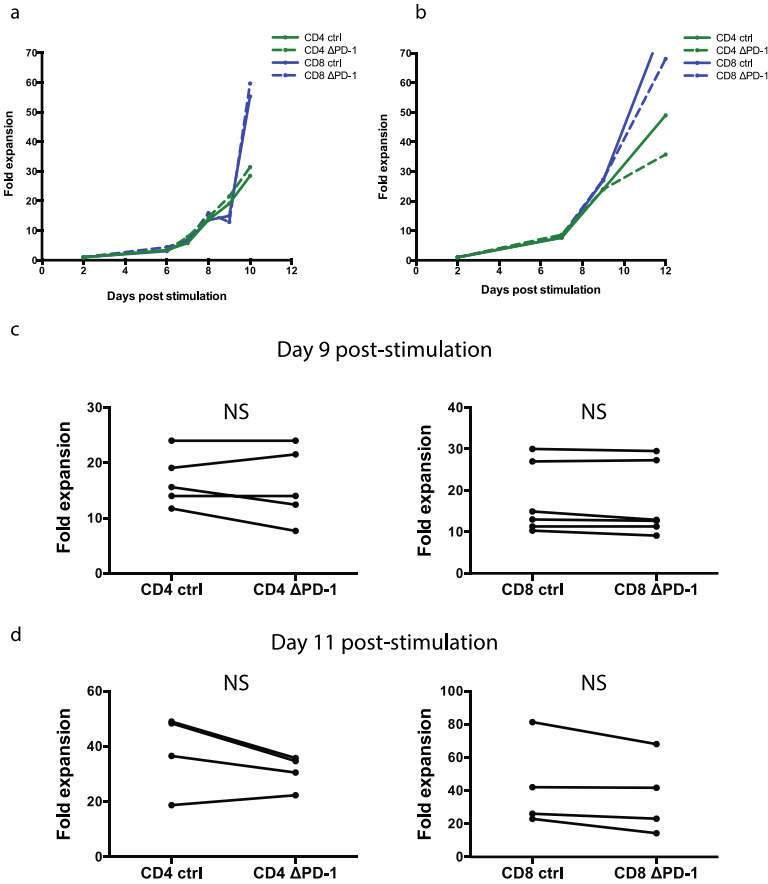 a
CD4 ctrl
CD4 ΔPD-1
CD8 ctrl
CD8 ΔPD-1
Fold expansion
70
60
50
40
30
20
10
0
0 2 4 6 8 10 12
Days post stimulation
b
CD4 ctrl
CD4 ΔPD-1
CD8 ctrl
CD8 ΔPD-1
Fold expansion
70
60
50
40
30
20
10
0
0 2 4 6 8 10 12
Days post stimulation
c
Day 9 post-stimulation
NS
Fold expansion
30
20
10
0
CD4 ctrl CD4 ΔPD-1
NS
Fold expansion
40
30
20
10
0
CD8 ctrl CD8 ΔPD-1
d
Day 11 post-stimulation
NS
Fold expansion
60
40
20
0
CD4 ctrl CD4 ΔPD-1
NS
Fold expansion
100
80
60
40
20
0
CD8 ctrl CD8 ΔPD-1